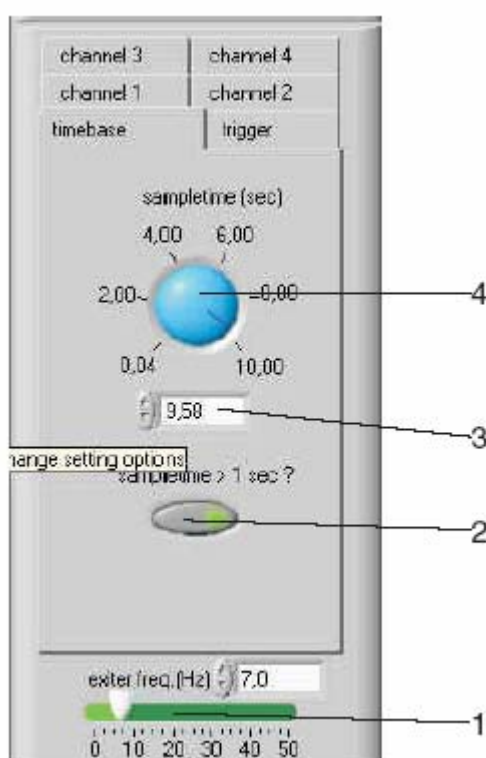 channel 3 channel 4
channel 1 channel 2
timebase trigger
sampletime (sec)
4,00 6,00
2,00 0,00 4
0,04 10,00
9,58 3
hange setting options
sampletime > 1 sec ?
2
exiter freq.(Hz) 7,0
1
0 10 20 30 40 50